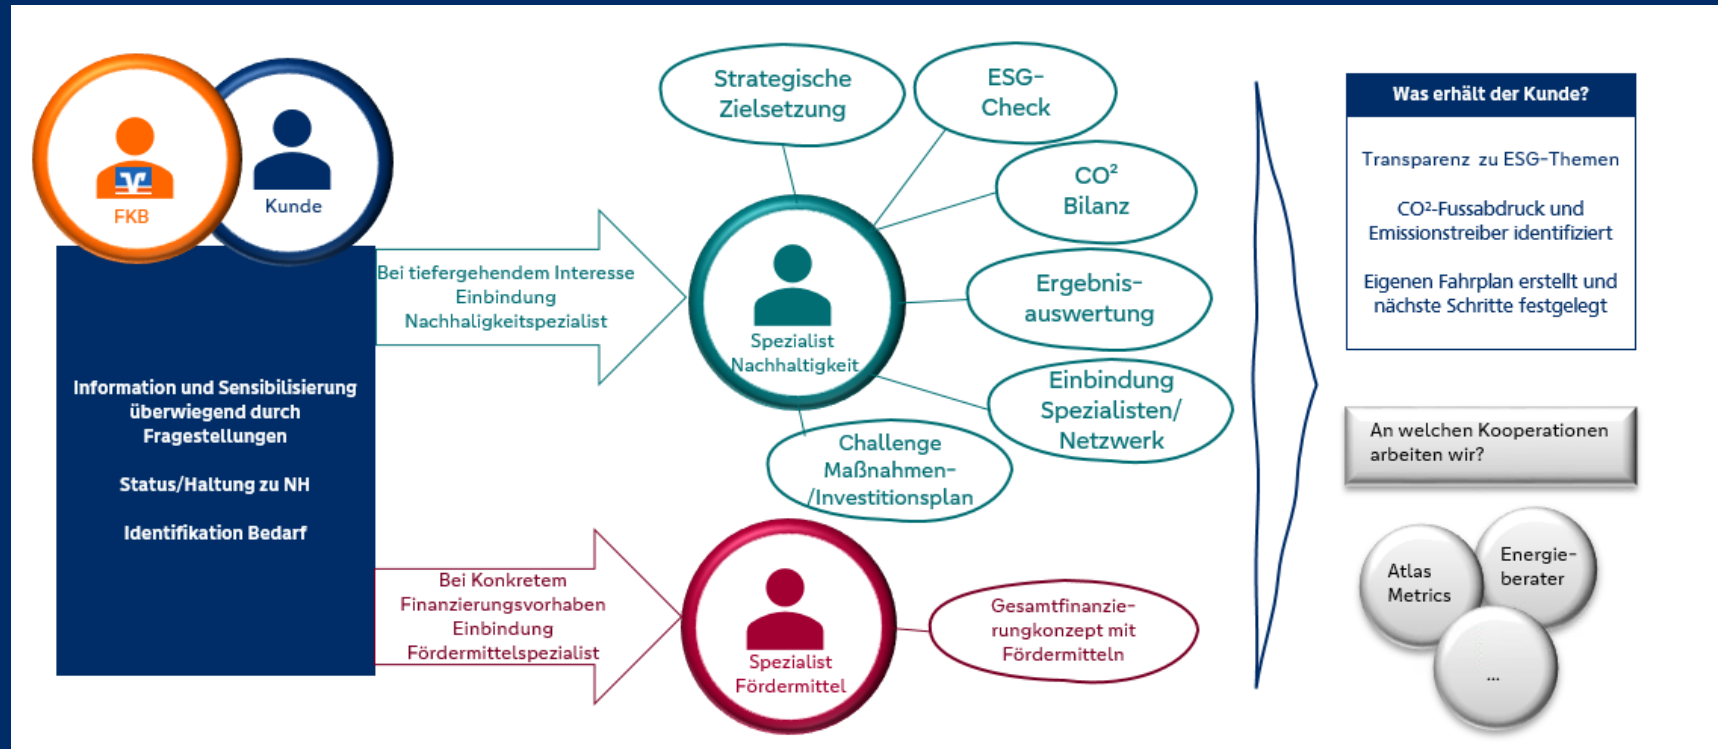 FKB
Kunde
Information und Sensibilisierung
überwiegend durch
Fragestellungen
Status/Haltung zu NH
Identifikation Bedarf
Bei tiefergehendem Interesse
Einbindung
Nachhaligkeitspezialist
Bei Konkretem
Finanzierungsvorhaben
Einbindung
Fördermittelspezialist
Spezialist
Nachhaltigkeit
Strategische
Zielsetzung
ESG-
Check
CO²
Bilanz
Ergebnis-
auswertung
Einbindung
Spezialisten/
Netzwerk
Challenge
Maßnahmen-
/Investitionsplan
Spezialist
Fördermittel
Gesamtfinanzie-
rungkonzept mit
Fördermitteln
Was erhält der Kunde?
Transparenz zu ESG-Themen
CO²-Fussabdruck und
Emissionstreiber identifiziert
Eigenen Fahrplan erstellt und
nächste Schritte festgelegt
An welchen Kooperationen
arbeiten wir?
Atlas
Metrics
Energie-
berater
...